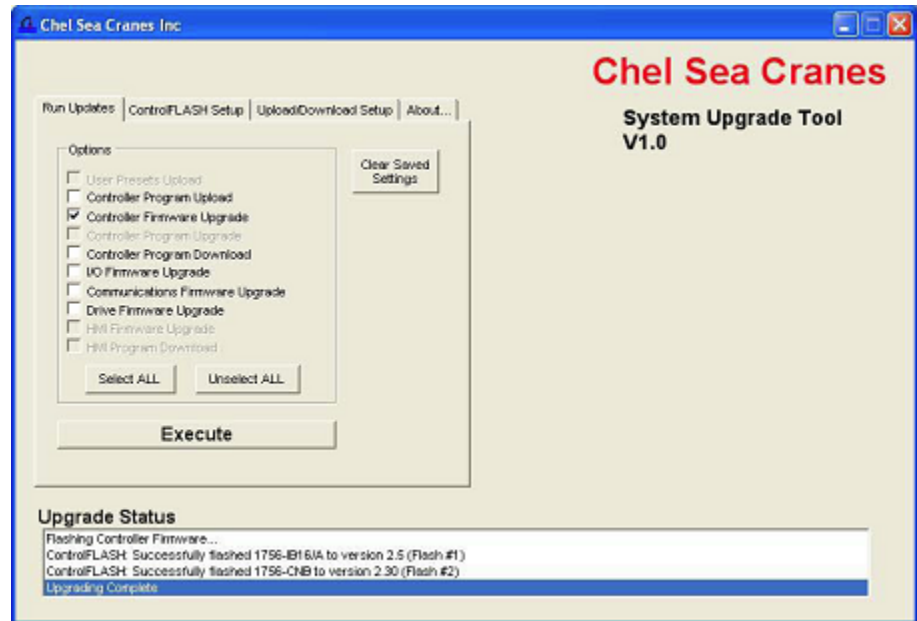 Chel Sea Cranes Inc
Chel Sea Cranes
System Upgrade Tool
V1.0
Run Updates
ControlFLASH Setup
Upload/Download Setup
About...
Options
User Presets Upload
Controller Program Upload
Controller Firmware Upgrade
Controller Program Upgrade
Controller Program Download
I/O Firmware Upgrade
Communications Firmware Upgrade
Drive Firmware Upgrade
HMI Firmware Upgrade
HMI Program Download
Select ALL
Unselect ALL
Clear Saved
Settings
Execute
Upgrade Status
Flashing Controller Firmware...
ControlFLASH: Successfully flashed 1756-IB16/A to version 2.5 (Flash #1)
ControlFLASH: Successfully flashed 1756-CNB to version 2.30 (Flash #2)
Upgrading Complete